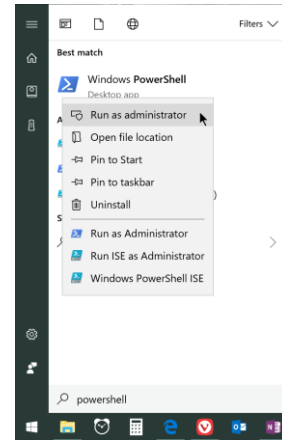 Filters
Best match
Windows PowerShell
Desktop app
Run as administrator
Open file location
Pin to Start
Pin to taskbar
Uninstall
Run as Administrator
Run ISE as Administrator
Windows PowerShell ISE
powershell